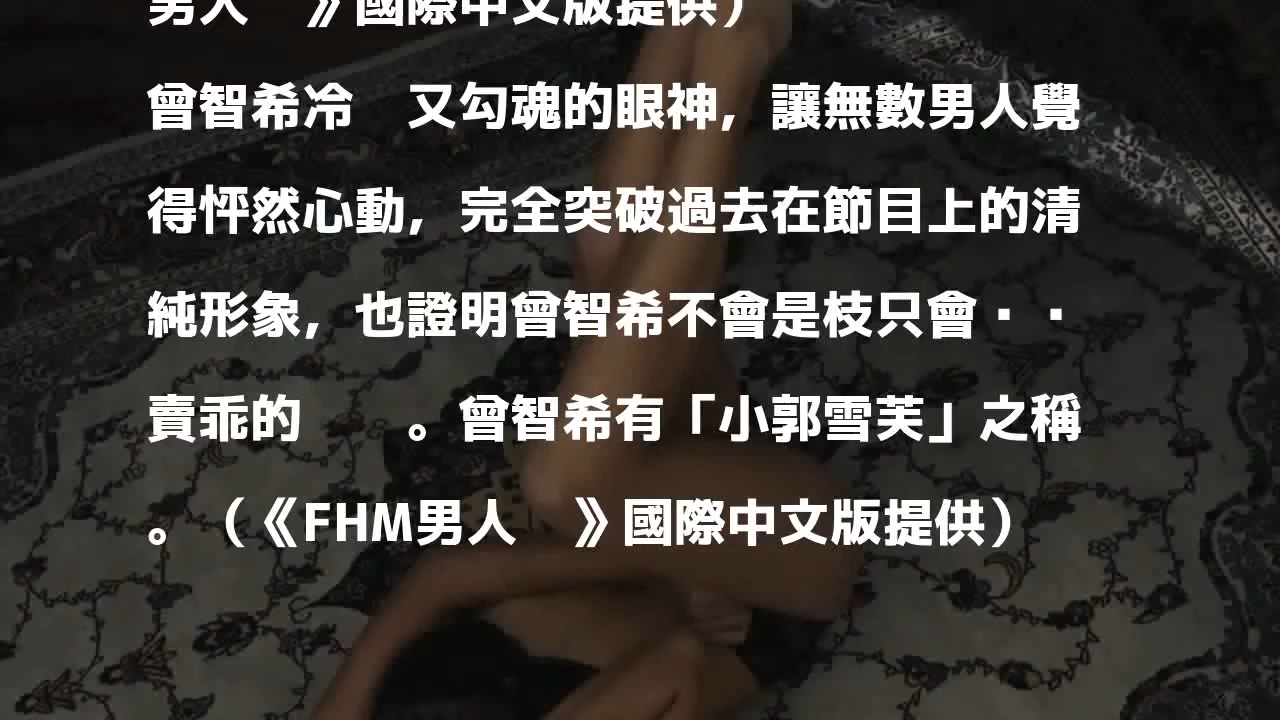 男人　》國際中文版提供）
曾智希冷　又勾魂的眼神，讓無數男人覺
得怦然心動，完全突破過去在節目上的清
純形象，也證明曾智希不會是枝只會··
賣乖的　　。曾智希有「小郭雪芙」之稱
。（《FHM男人　》國際中文版提供）